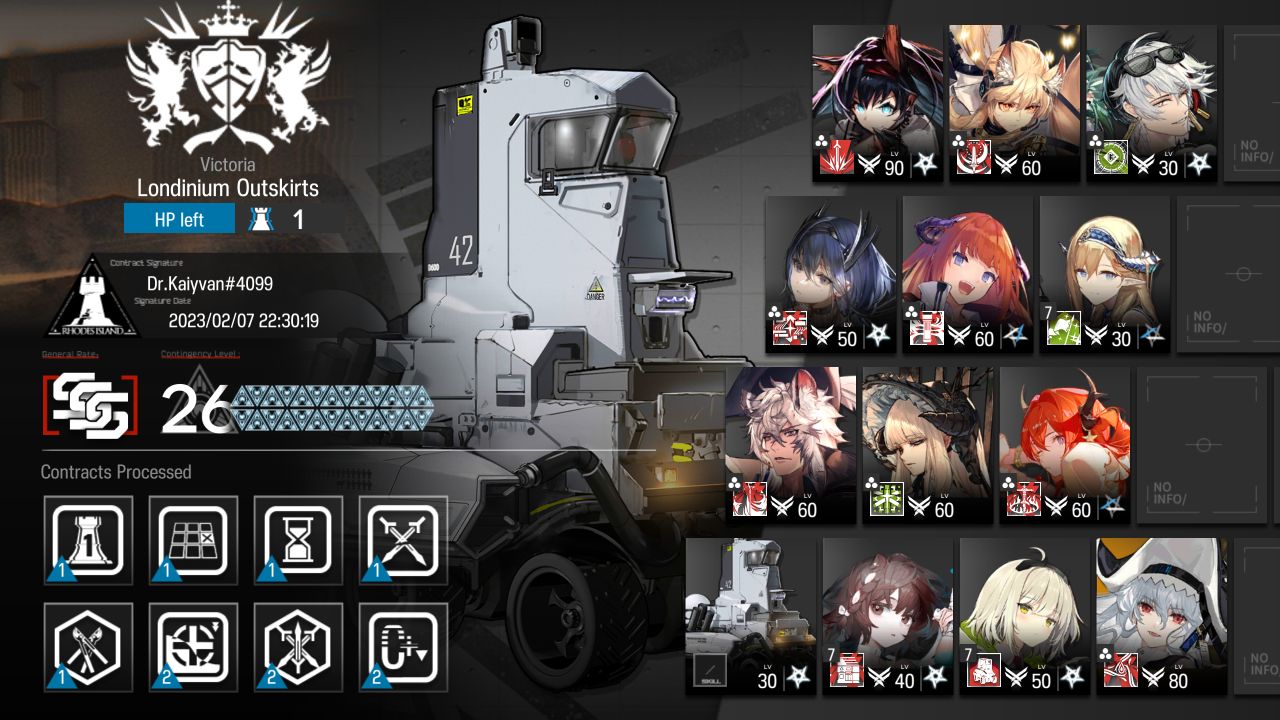 Victoria
Londinium Outskirts
HP left 1
Contract Signature
Dr.Kaiyvan#4099
Signature Date
2023/02/07 22:30:19
RHODES ISLAND
General Rate:
Contingency Level :
26
Contracts Processed
1 1 1 1
1 2 2 2
42
DANGER
LV 90
LV 60
LV 30
NO INFO/
LV 50
LV 60
7 LV 30
NO INFO/
LV 60
LV 60
LV 60
NO INFO/
SKILL
LV 30
7 LV 40
7 LV 50
LV 80
NO INFO